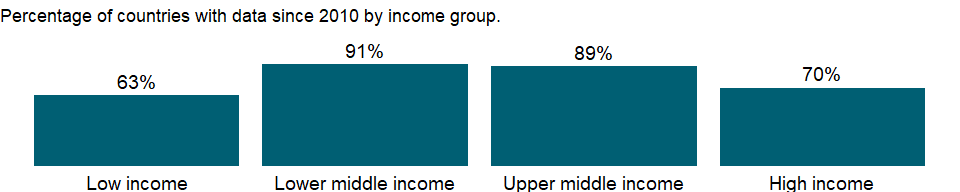 Percentage of countries with data since 2010 by income group.
63%
91%
89%
70%
Low income
Lower middle income
Upper middle income
High income